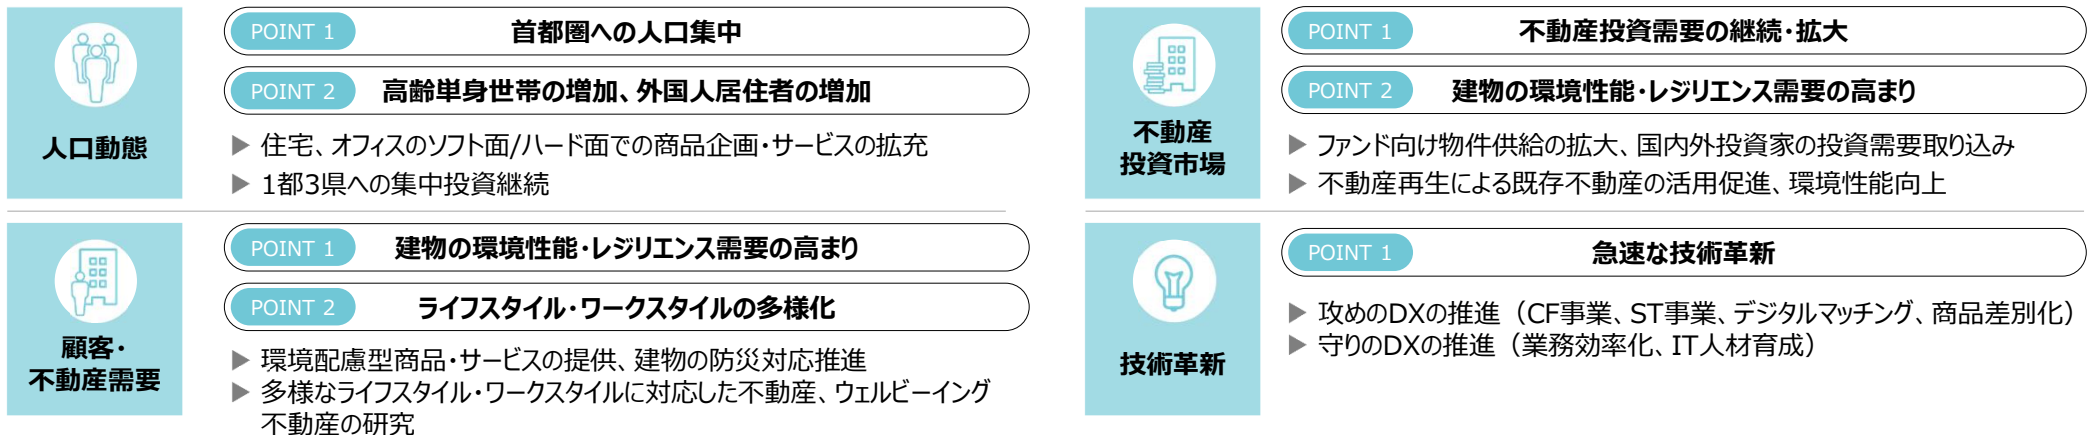 人口動態
POINT 1 首都圏への人口集中
POINT 2 高齢単身世帯の増加、外国人居住者の増加
▶ 住宅、オフィスのソフト面/ハード面での商品企画・サービスの拡充
▶ 1都3県への集中投資継続
顧客・
不動産需要
POINT 1 建物の環境性能・レジリエンス需要の高まり
POINT 2 ライフスタイル・ワークスタイルの多様化
▶ 環境配慮型商品・サービスの提供、建物の防災対応推進
▶ 多様なライフスタイル・ワークスタイルに対応した不動産、ウェルビーイング
不動産の研究
不動産
投資市場
POINT 1 不動産投資需要の継続・拡大
POINT 2 建物の環境性能・レジリエンス需要の高まり
▶ ファンド向け物件供給の拡大、国内外投資家の投資需要取り込み
▶ 不動産再生による既存不動産の活用促進、環境性能向上
技術革新
POINT 1 急速な技術革新
▶ 攻めのDXの推進（CF事業、ST事業、デジタルマッチング、商品差別化）
▶ 守りのDXの推進（業務効率化、IT人材育成）